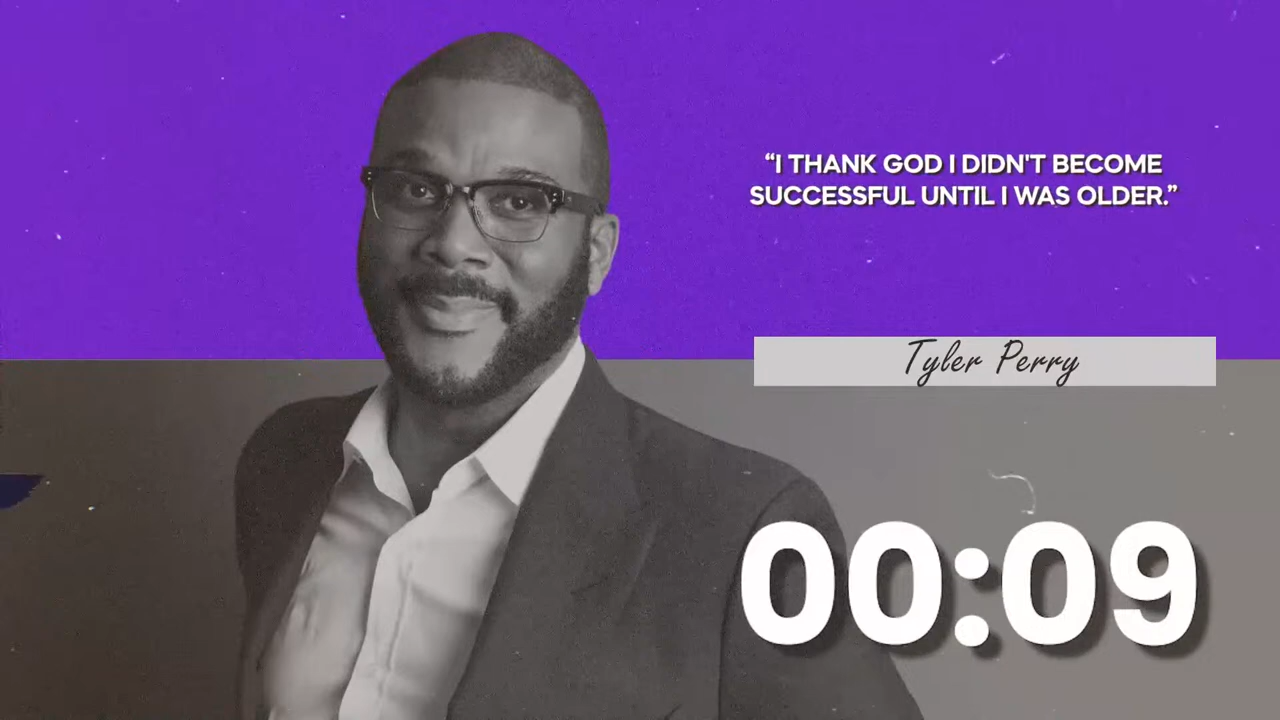 “I THANK GOD I DIDN'T BECOME
SUCCESSFUL UNTIL I WAS OLDER.”
Tyler Perry
00:09